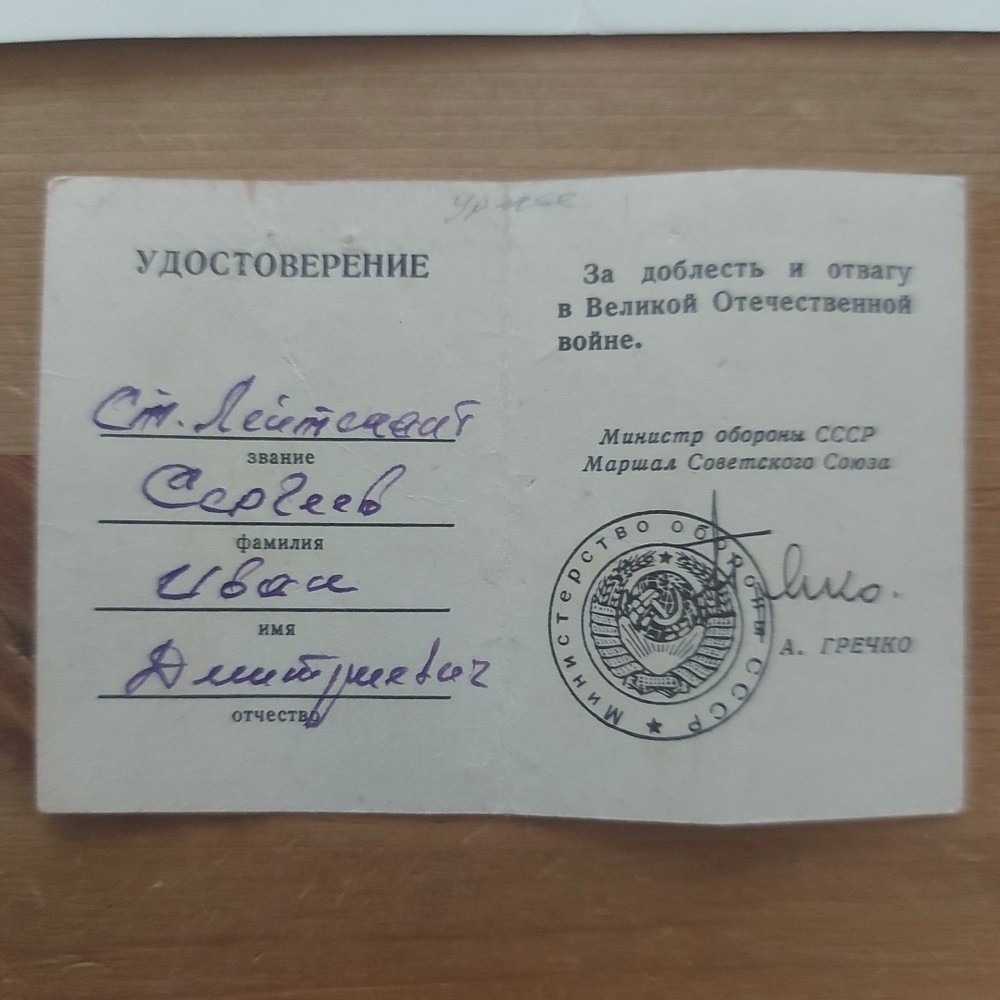 УДОСТОВЕРЕНИЕ
Ст. Лейтенант
звание
Сергеев
фамилия
Иван
имя
Дмитриевич
отчество
За доблесть и отвагу
в Великой Отечественной
войне.
Министр обороны СССР
Маршал Советского Союза
Министерство обороны СССР
А. ГРЕЧКО